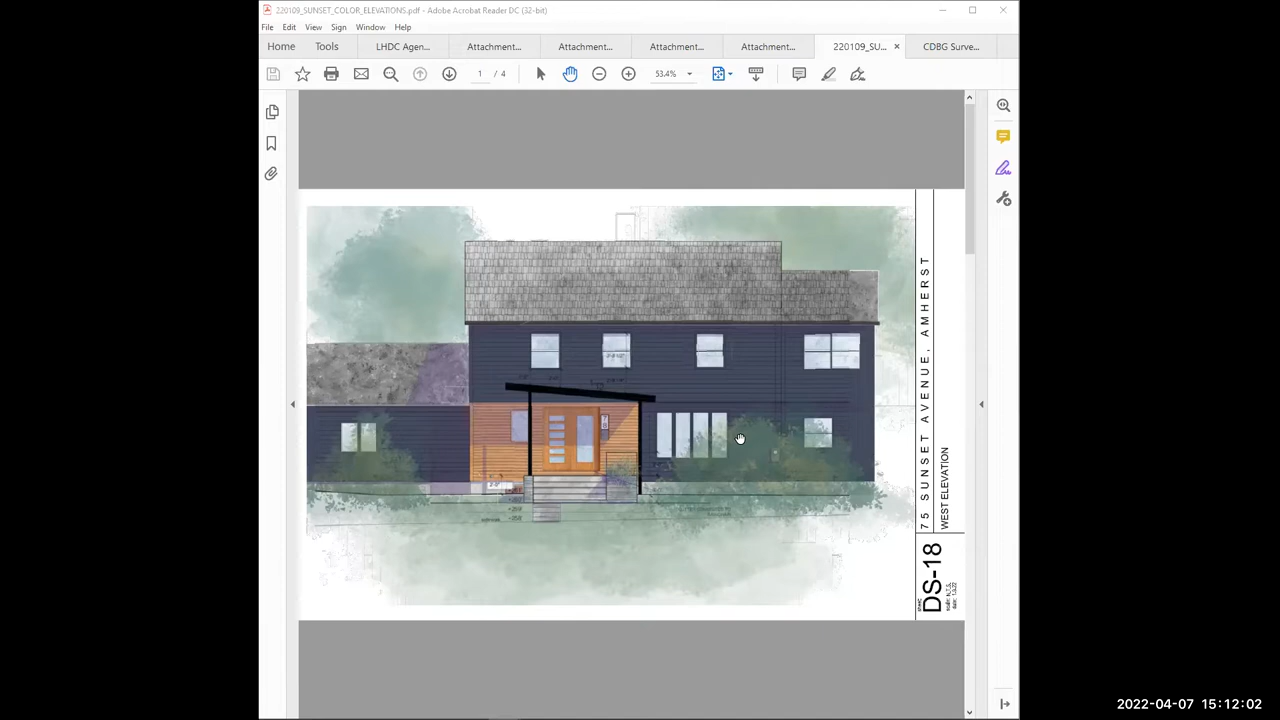 220109_SUNSET_COLOR_ELEVATIONS.pdf - Adobe Acrobat Reader DC (32-bit)
File Edit View Sign Window Help
Home Tools LHDC Agen... Attachment... Attachment... Attachment... Attachment... 220109_SU... × CDBG Surve...
1 / 4 53.4%
75 SUNSET AVENUE, AMHERST
WEST ELEVATION
DS-18
2022-04-07 15:12:02